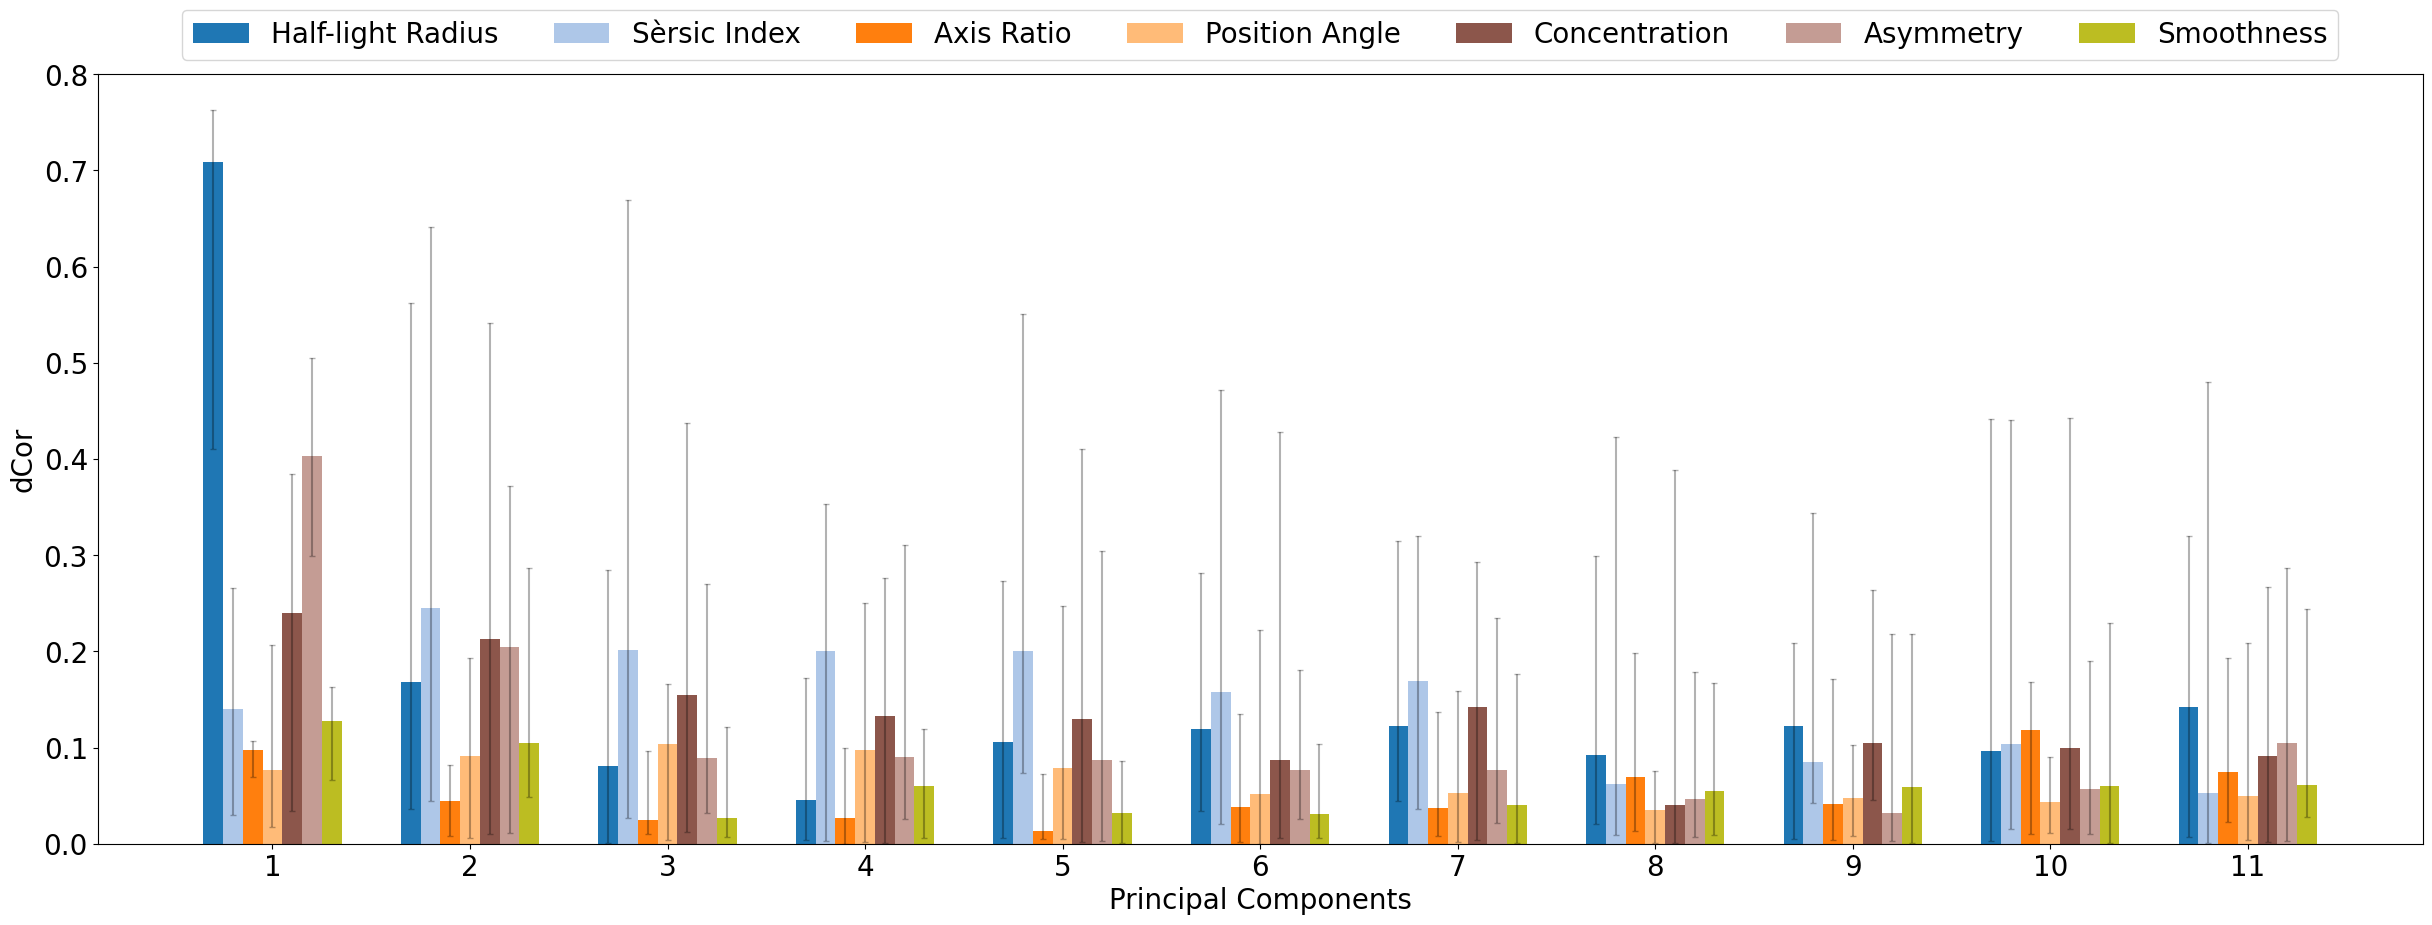 Half-light Radius Sèrsic Index Axis Ratio Position Angle Concentration Asymmetry Smoothness
0.8
0.7
0.6
0.5
0.4
0.3
0.2
0.1
0.0
dCor
1 2 3 4 5 6 7 8 9 10 11
Principal Components